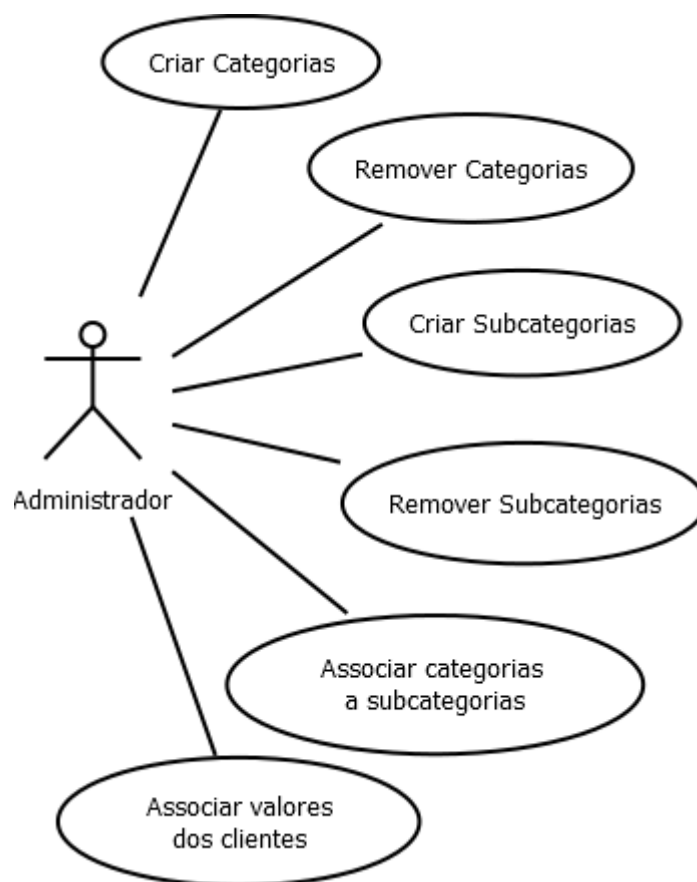 Criar Categorias
Remover Categorias
Criar Subcategorias
Remover Subcategorias
Administrador
Associar categorias
a subcategorias
Associar valores
dos clientes